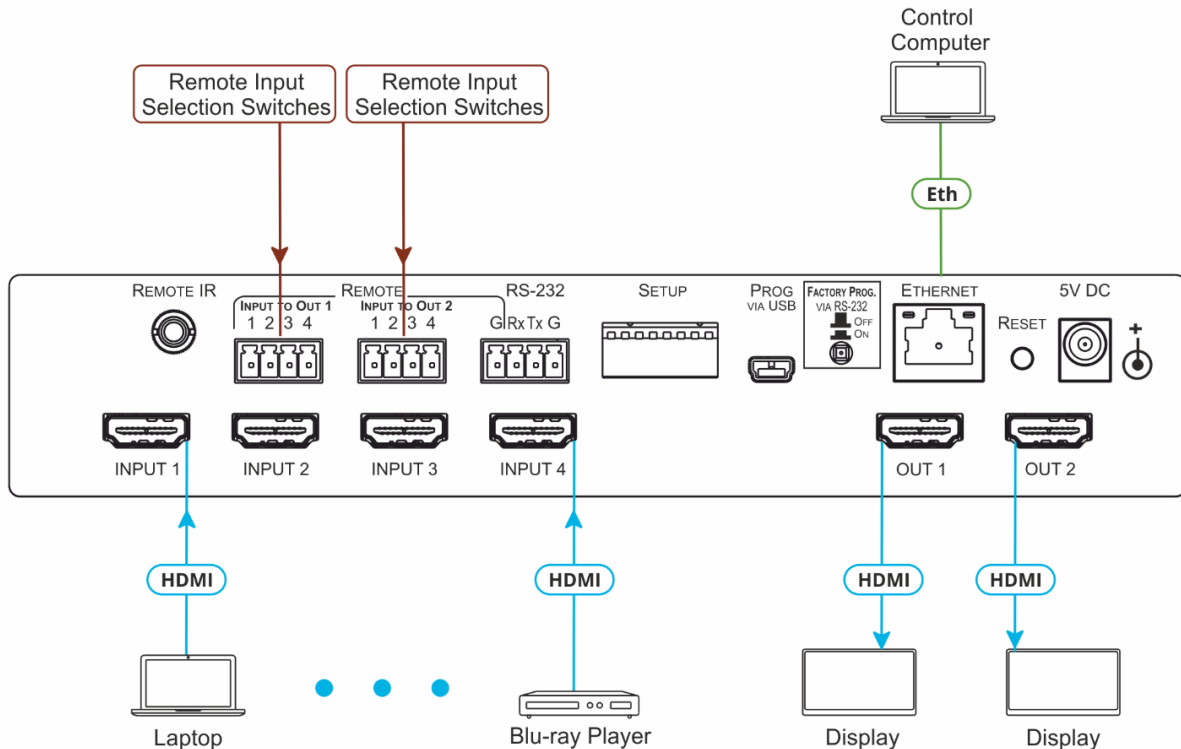 Control
Computer
Remote Input
Selection Switches
Remote Input
Selection Switches
Eth
REMOTE IR
REMOTE
INPUT TO OUT 1
1 2 3 4
INPUT TO OUT 2
1 2 3 4
RS-232
G Rx Tx G
SETUP
PROG
VIA USB
FACTORY PROG.
VIA RS-232
OFF
ON
ETHERNET
RESET
5V DC
+
INPUT 1
INPUT 2
INPUT 3
INPUT 4
OUT 1
OUT 2
HDMI
HDMI
HDMI
HDMI
Laptop
Blu-ray Player
Display
Display